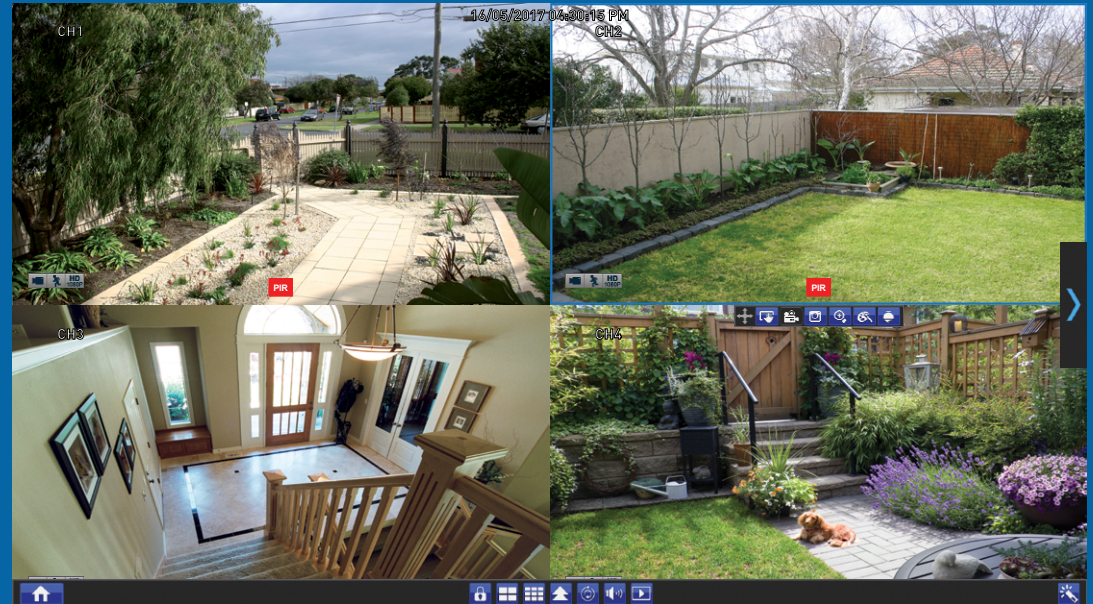 16/05/2017 04:30:15 PM
CH1
CH2
HD
1080P
PIR
HD
1080P
PIR
CH3
CH4